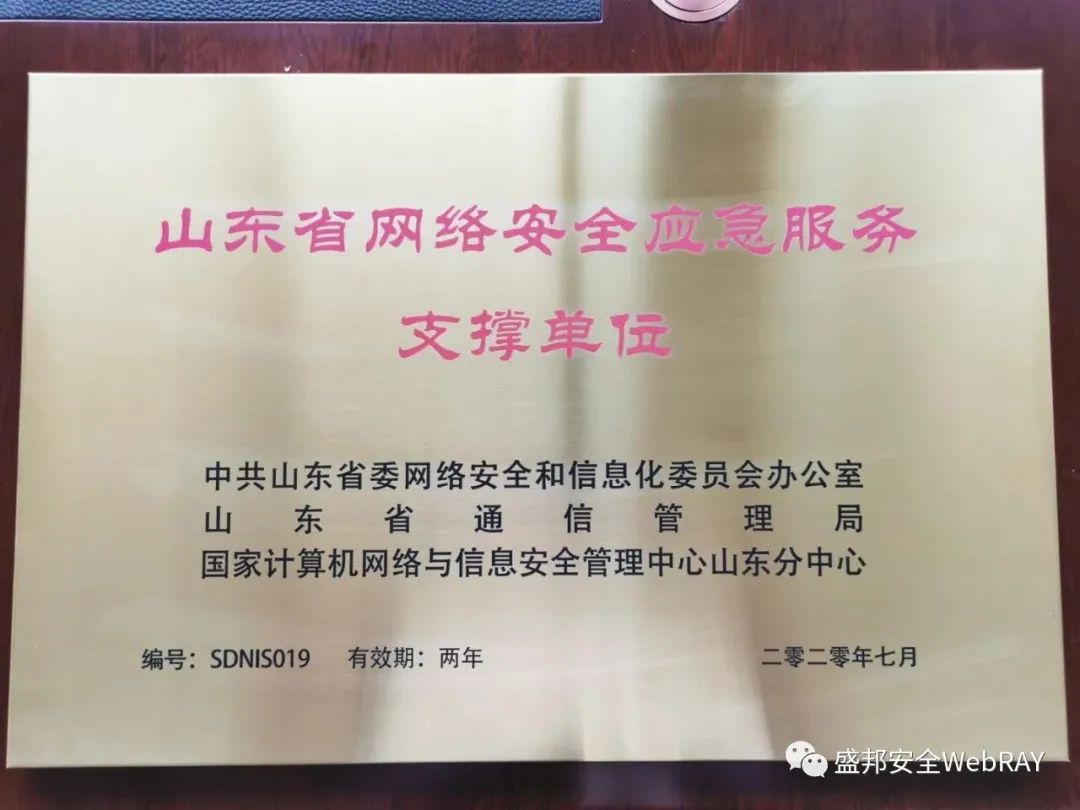 山东省网络安全应急服务
支撑单位
中共山东省委网络安全和信息化委员会办公室
山东省通信管理局
国家计算机网络与信息安全管理中心山东分中心
编号：SDNIS019 有效期：两年 二零二零年七月
盛邦安全WebRAY